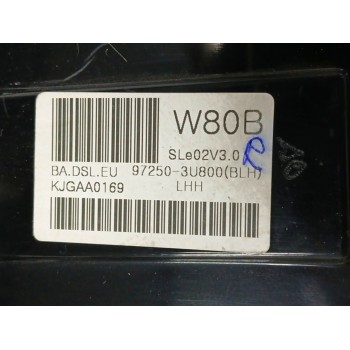 W80B
SLe02V3.0
BA.DSL.EU 97250-3U800(BLH)
KJGAA0169 LHH